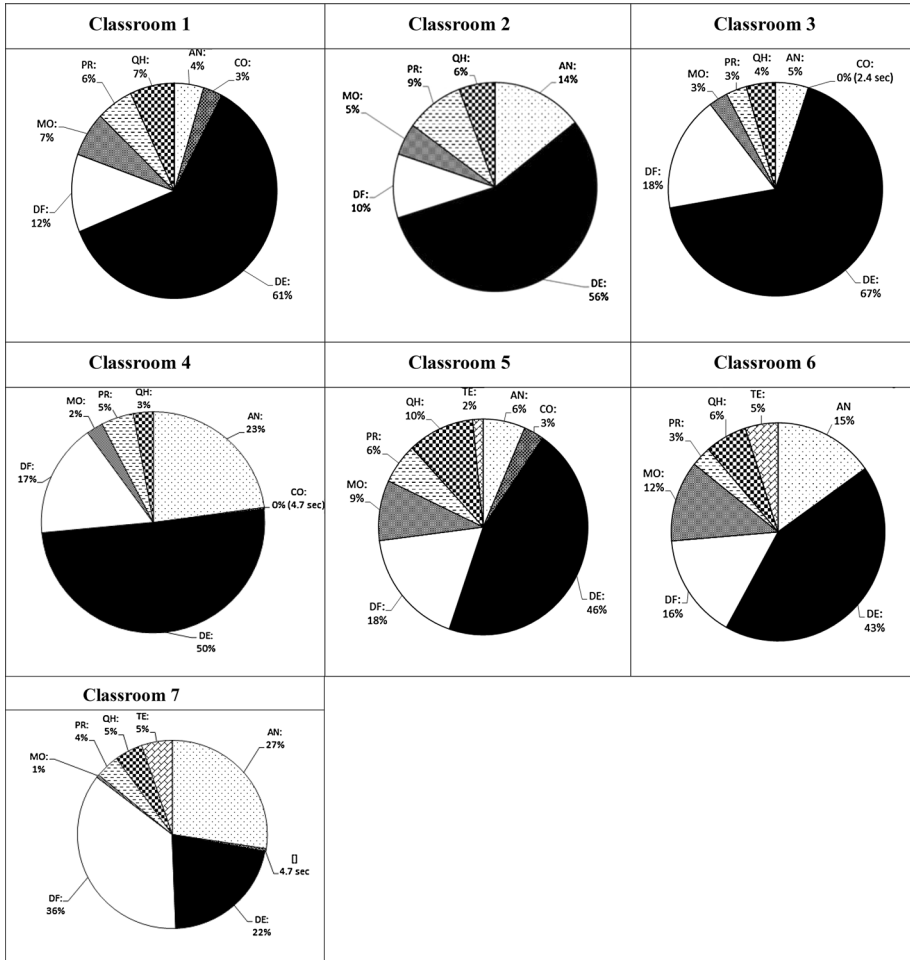 Classroom 1
AN:
4%
CO:
3%
DE:
61%
DF:
12%
MO:
7%
PR:
6%
QH:
7%
Classroom 2
AN:
14%
DE:
56%
DF:
10%
MO:
5%
PR:
9%
QH:
6%
Classroom 3
AN:
5%
CO:
0% (2.4 sec)
DE:
67%
DF:
18%
MO:
3%
PR:
3%
QH:
4%
Classroom 4
AN:
23%
CO:
0% (4.7 sec)
DE:
50%
DF:
17%
MO:
2%
PR:
5%
QH:
3%
Classroom 5
AN:
6%
CO:
3%
DE:
46%
DF:
18%
MO:
9%
PR:
6%
QH:
10%
TE:
2%
Classroom 6
AN
15%
DE:
43%
DF:
16%
MO:
12%
PR:
3%
QH:
6%
TE:
5%
Classroom 7
AN:
27%
[]
4.7 sec
DE:
22%
DF:
36%
MO:
1%
PR:
4%
QH:
5%
TE:
5%